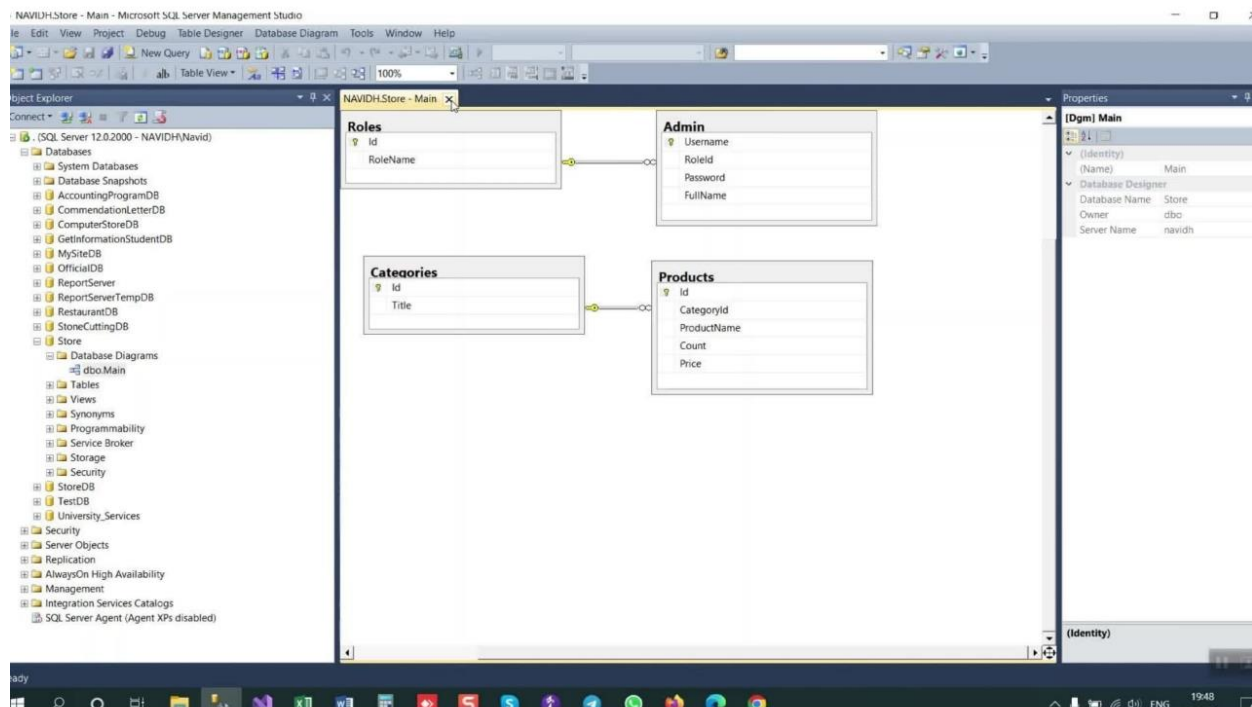 NAVIDH.Store - Main - Microsoft SQL Server Management Studio
Edit View Project Debug Table Designer Database Diagram Tools Window Help
New Query
Table View 100%
Object Explorer
Connect
. (SQL Server 12.0.2000 - NAVIDH\Navid)
Databases
System Databases
Database Snapshots
AccountingProgramDB
CommendationLetterDB
ComputerStoreDB
GetInformationStudentDB
MySiteDB
OfficialDB
ReportServer
ReportServerTempDB
RestaurantDB
StoneCuttingDB
Store
Database Diagrams
dbo.Main
Tables
Views
Synonyms
Programmability
Service Broker
Storage
Security
StoreDB
TestDB
University_Services
Security
Server Objects
Replication
AlwaysOn High Availability
Management
Integration Services Catalogs
SQL Server Agent (Agent XPs disabled)
NAVIDH.Store - Main
Roles
Id
RoleName
Admin
Username
RoleId
Password
FullName
Categories
Id
Title
Products
Id
CategoryId
ProductName
Count
Price
Properties
[Dgm] Main
(Identity)
(Name) Main
Database Designer
Database Name Store
Owner dbo
Server Name navidh
(Identity)
ENG 19:48